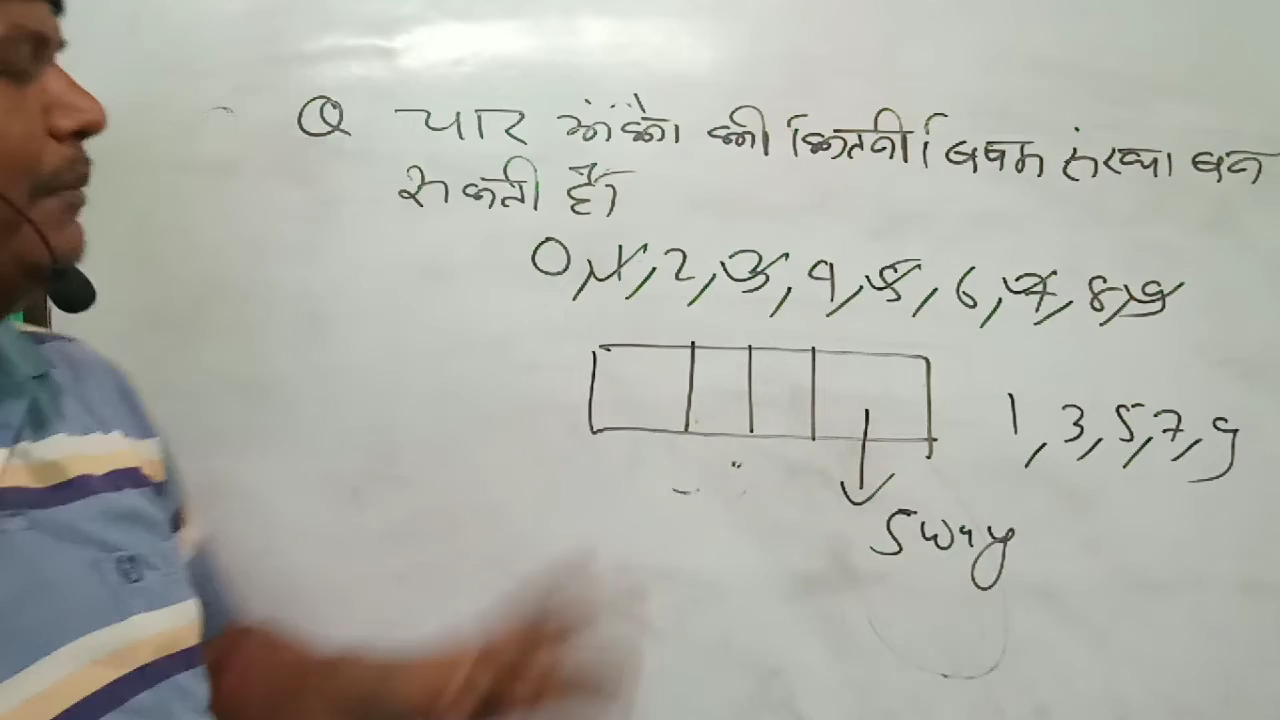 Q चार अंको की कितनी बिषम संख्या बन
सकती है।
0, 1, 2, 3, 4, 5, 6, 7, 8, 9
1, 3, 5, 7, 9
5 way